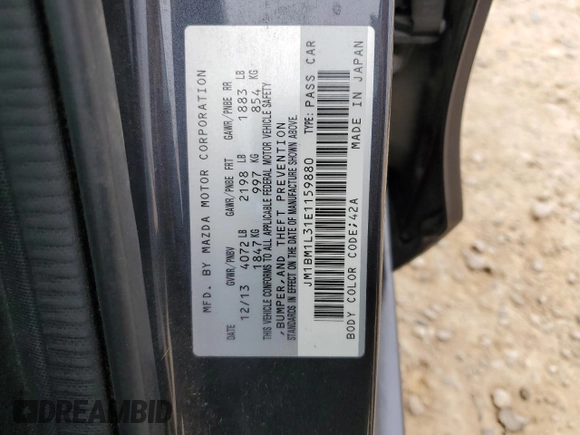 MFD. BY MAZDA MOTOR CORPORATION
DATE GVWR/PNBV GAWR/PNBE FRT GAWR/PNBE RR
12/13 4072 LB 2198 LB 1883 LB
1847 KG 997 KG 854 KG
THIS VEHICLE CONFORMS TO ALL APPLICABLE FEDERAL MOTOR VEHICLE SAFETY
, BUMPER, AND THEFT PREVENTION
STANDARDS IN EFFECT ON THE DATE OF MANUFACTURE SHOWN ABOVE.
JM1BM1L31E1159880 TYPE: PASS CAR
BODY COLOR CODE: 42A MADE IN JAPAN
DREAMBID